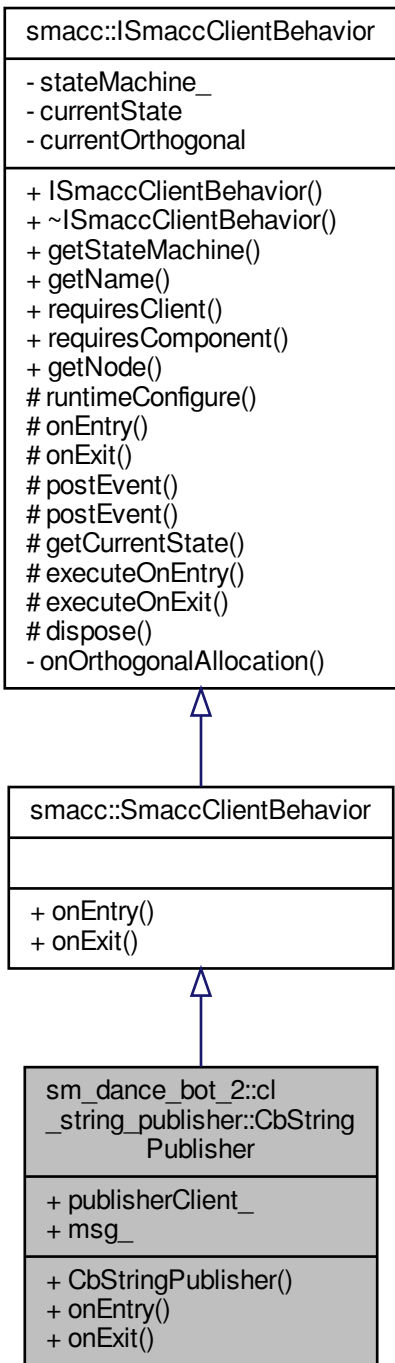 smacc::ISmaccClientBehavior
- stateMachine_
- currentState
- currentOrthogonal
+ ISmaccClientBehavior()
+ ~ISmaccClientBehavior()
+ getStateMachine()
+ getName()
+ requiresClient()
+ requiresComponent()
+ getNode()
# runtimeConfigure()
# onEntry()
# onExit()
# postEvent()
# postEvent()
# getCurrentState()
# executeOnEntry()
# executeOnExit()
# dispose()
- onOrthogonalAllocation()
smacc::SmaccClientBehavior
+ onEntry()
+ onExit()
sm_dance_bot_2::cl
_string_publisher::CbString
Publisher
+ publisherClient_
+ msg_
+ CbStringPublisher()
+ onEntry()
+ onExit()